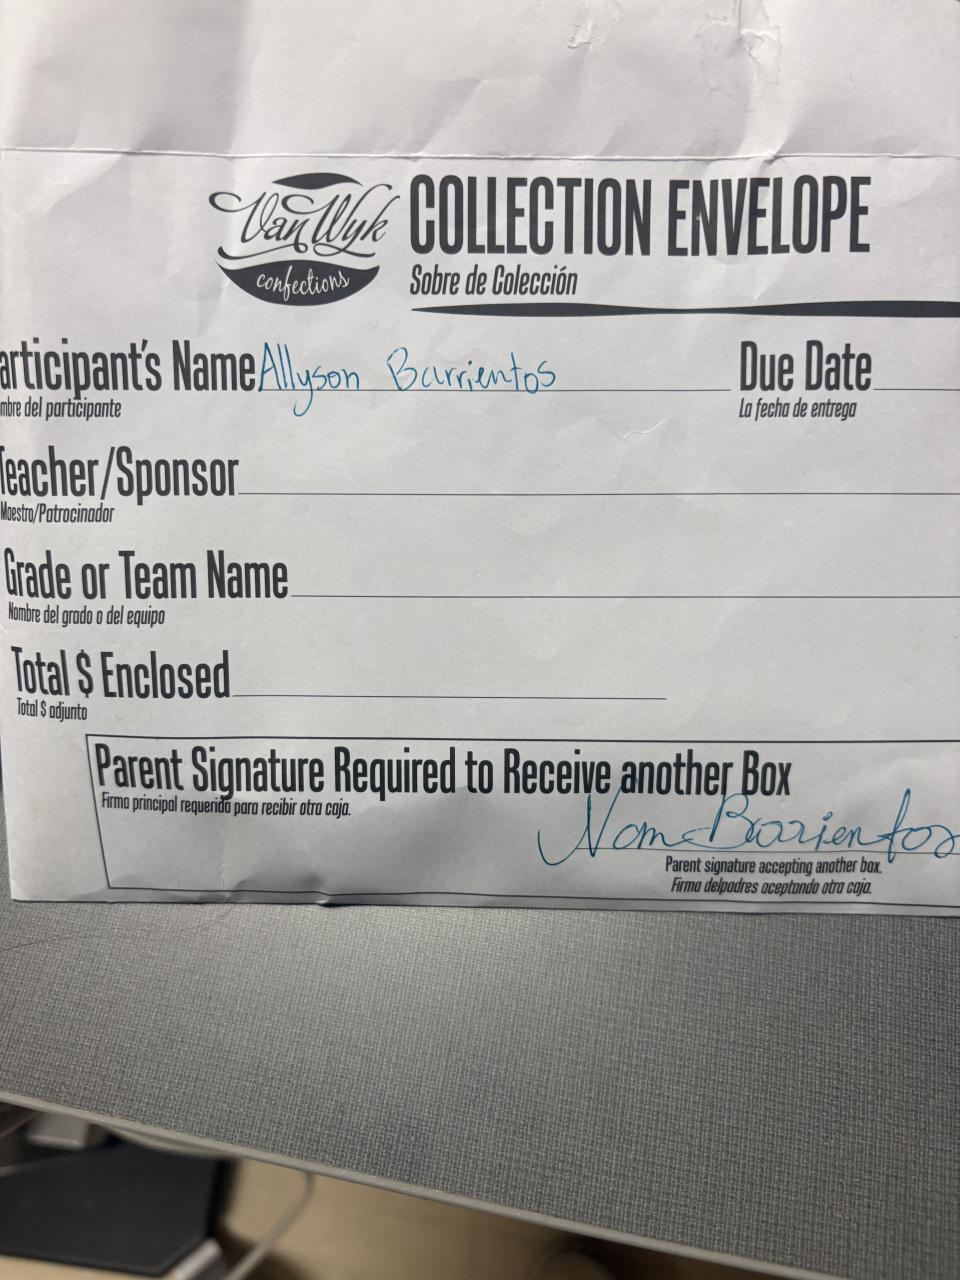 Van Wyk
confections
COLLECTION ENVELOPE
Sobre de Colección
articipant's Name Allyson Barrientos Due Date
mbre del participante La fecha de entrega
Teacher/Sponsor
Maestro/Patrocinador
Grade or Team Name
Nombre del grado o del equipo
Total $ Enclosed
Total $ adjunto
Parent Signature Required to Receive another Box
Firma principal requerida para recibir otra caja.
Barrientos
Parent signature accepting another box.
Firma delpadres aceptando otra caja.